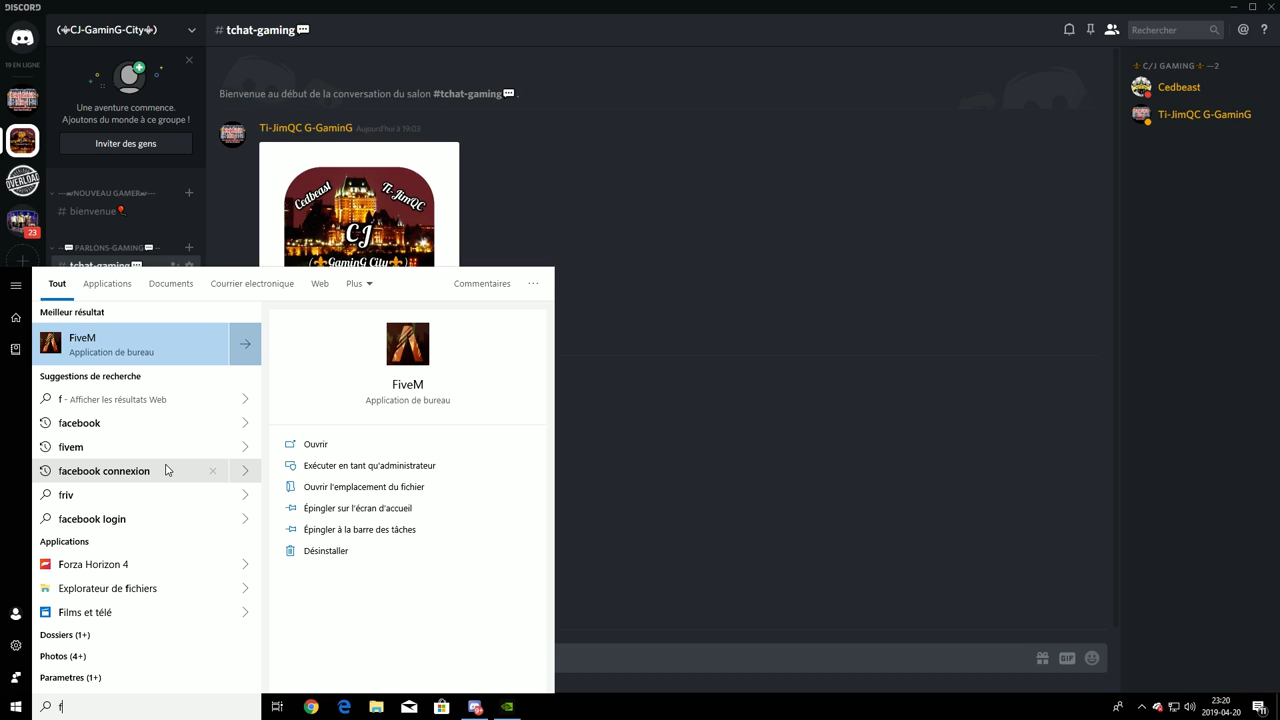 DISCORD
(⚜CJ-GaminG-City⚜)
# tchat-gaming💬
Rechercher
19 EN LIGNE
Une aventure commence.
Ajoutons du monde à ce groupe !
Inviter des gens
NOUVEAU GAMER
# bienvenue🎈
23
--💬 PARLONS-GAMING💬 --
# tchat-gaming💬
OVERLOAD
Bienvenue au début de la conversation du salon #tchat-gaming💬.
Ti-JimQC G-GaminG Aujourd'hui à 19:03
Cedbeast
Ti-JimQC
CJ
(⚜GaminG City⚜)
⚜C/J GAMING⚜—2
Cedbeast
Ti-JimQC G-GaminG
Tout Applications Documents Courrier electronique Web Plus Commentaires ...
Meilleur résultat
FiveM
Application de bureau
Suggestions de recherche
f - Afficher les résultats Web
facebook
fivem
facebook connexion
friv
facebook login
Applications
Forza Horizon 4
Explorateur de fichiers
Films et télé
Dossiers (1+)
Photos (4+)
Parametres (1+)
f
FiveM
Application de bureau
Ouvrir
Exécuter en tant qu'administrateur
Ouvrir l'emplacement du fichier
Épingler sur l'écran d'accueil
Épingler à la barre des tâches
Désinstaller
GIF
23:20
2019-04-20